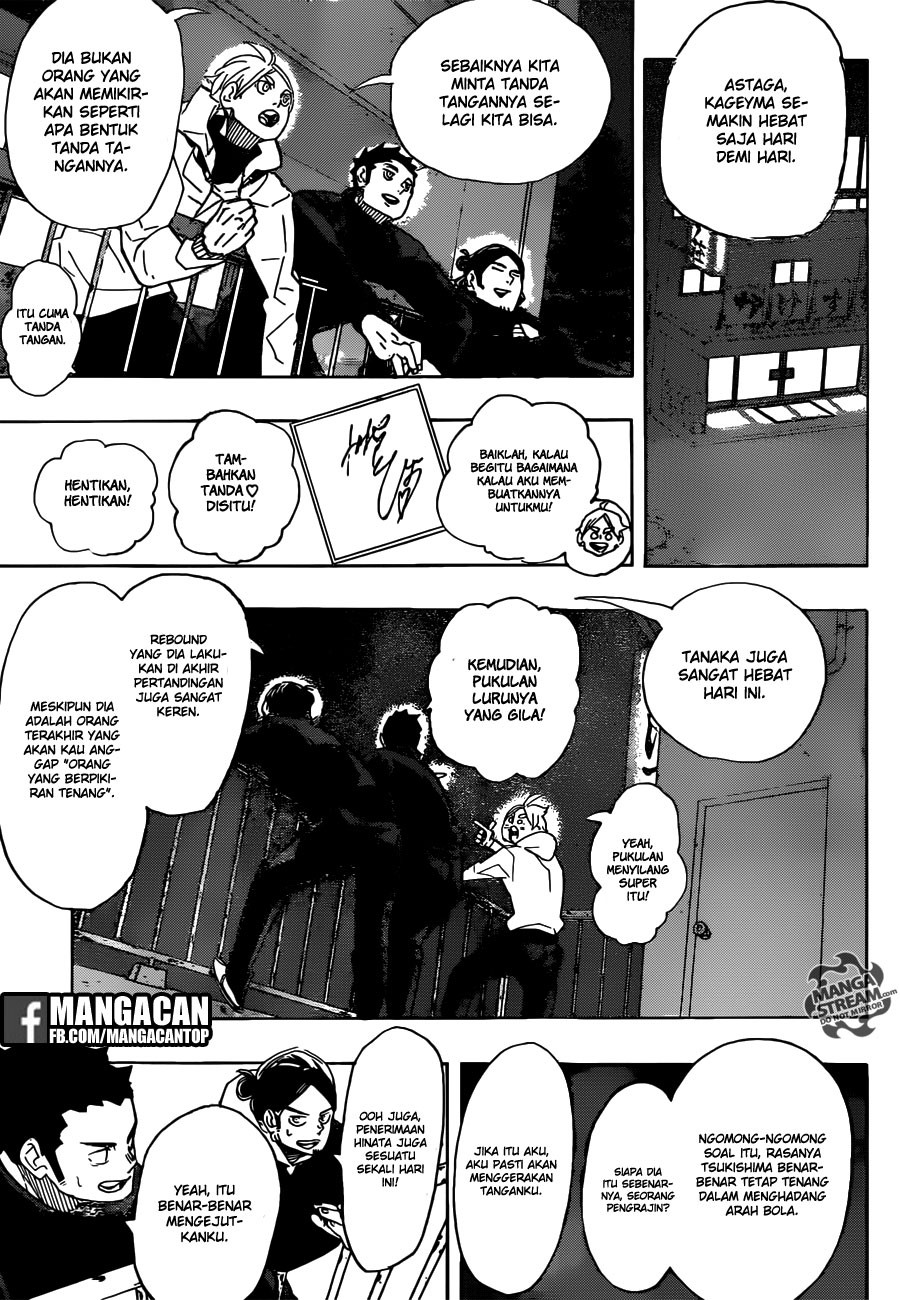 ASTAGA,
KAGEYMA SE-
MAKIN HEBAT
SAJA HARI
DEMI HARI.
SEBAIKNYA KITA
MINTA TANDA
TANGANNYA SE-
LAGI KITA BISA.
DIA BUKAN
ORANG YANG
AKAN MEMIKIR-
KAN SEPERTI
APA BENTUK
TANDA TA-
NGANNYA.
ITU CUMA
TANDA
TANGAN.
BAIKLAH, KALAU
BEGITU BAGAIMANA
KALAU AKU MEM-
BUATKANNYA
UNTUKMU!
TAM-
BAHKAN
TANDA♡
DISITU!
HENTIKAN,
HENTIKAN!
TANAKA JUGA
SANGAT HEBAT
HARI INI.
KEMUDIAN,
PUKULAN
LURUNYA
YANG GILA!
YEAH,
PUKULAN
MENYILANG
SUPER
ITU!
REBOUND
YANG DIA LAKU-
KAN DI AKHIR
PERTANDINGAN
JUGA SANGAT
KEREN.
MESKIPUN DIA
ADALAH ORANG
TERAKHIR YANG
AKAN KAU ANG-
GAP "ORANG
YANG BERPIKI-
RAN TENANG".
MANGA
STREAM.com
DO NOT MIRROR
f MANGACAN
FB.COM/MANGACANTOP
NGOMONG-NGOMONG
SOAL ITU, RASANYA
TSUKISHIMA BENAR-
BENAR TETAP TENANG
DALAM MENGHADANG
ARAH BOLA.
SIAPA DIA
ITU SEBENAR-
NYA, SEORANG
PENGRAJIN?
JIKA ITU AKU,
AKU PASTI AKAN
MENGGERAKAN
TANGANKU.
OOH JUGA,
PENERIMAAN
HINATA JUGA
SESUATU
SEKALI HARI
INI!
YEAH, ITU
BENAR-BENAR
MENGEJUT-
KANKU.